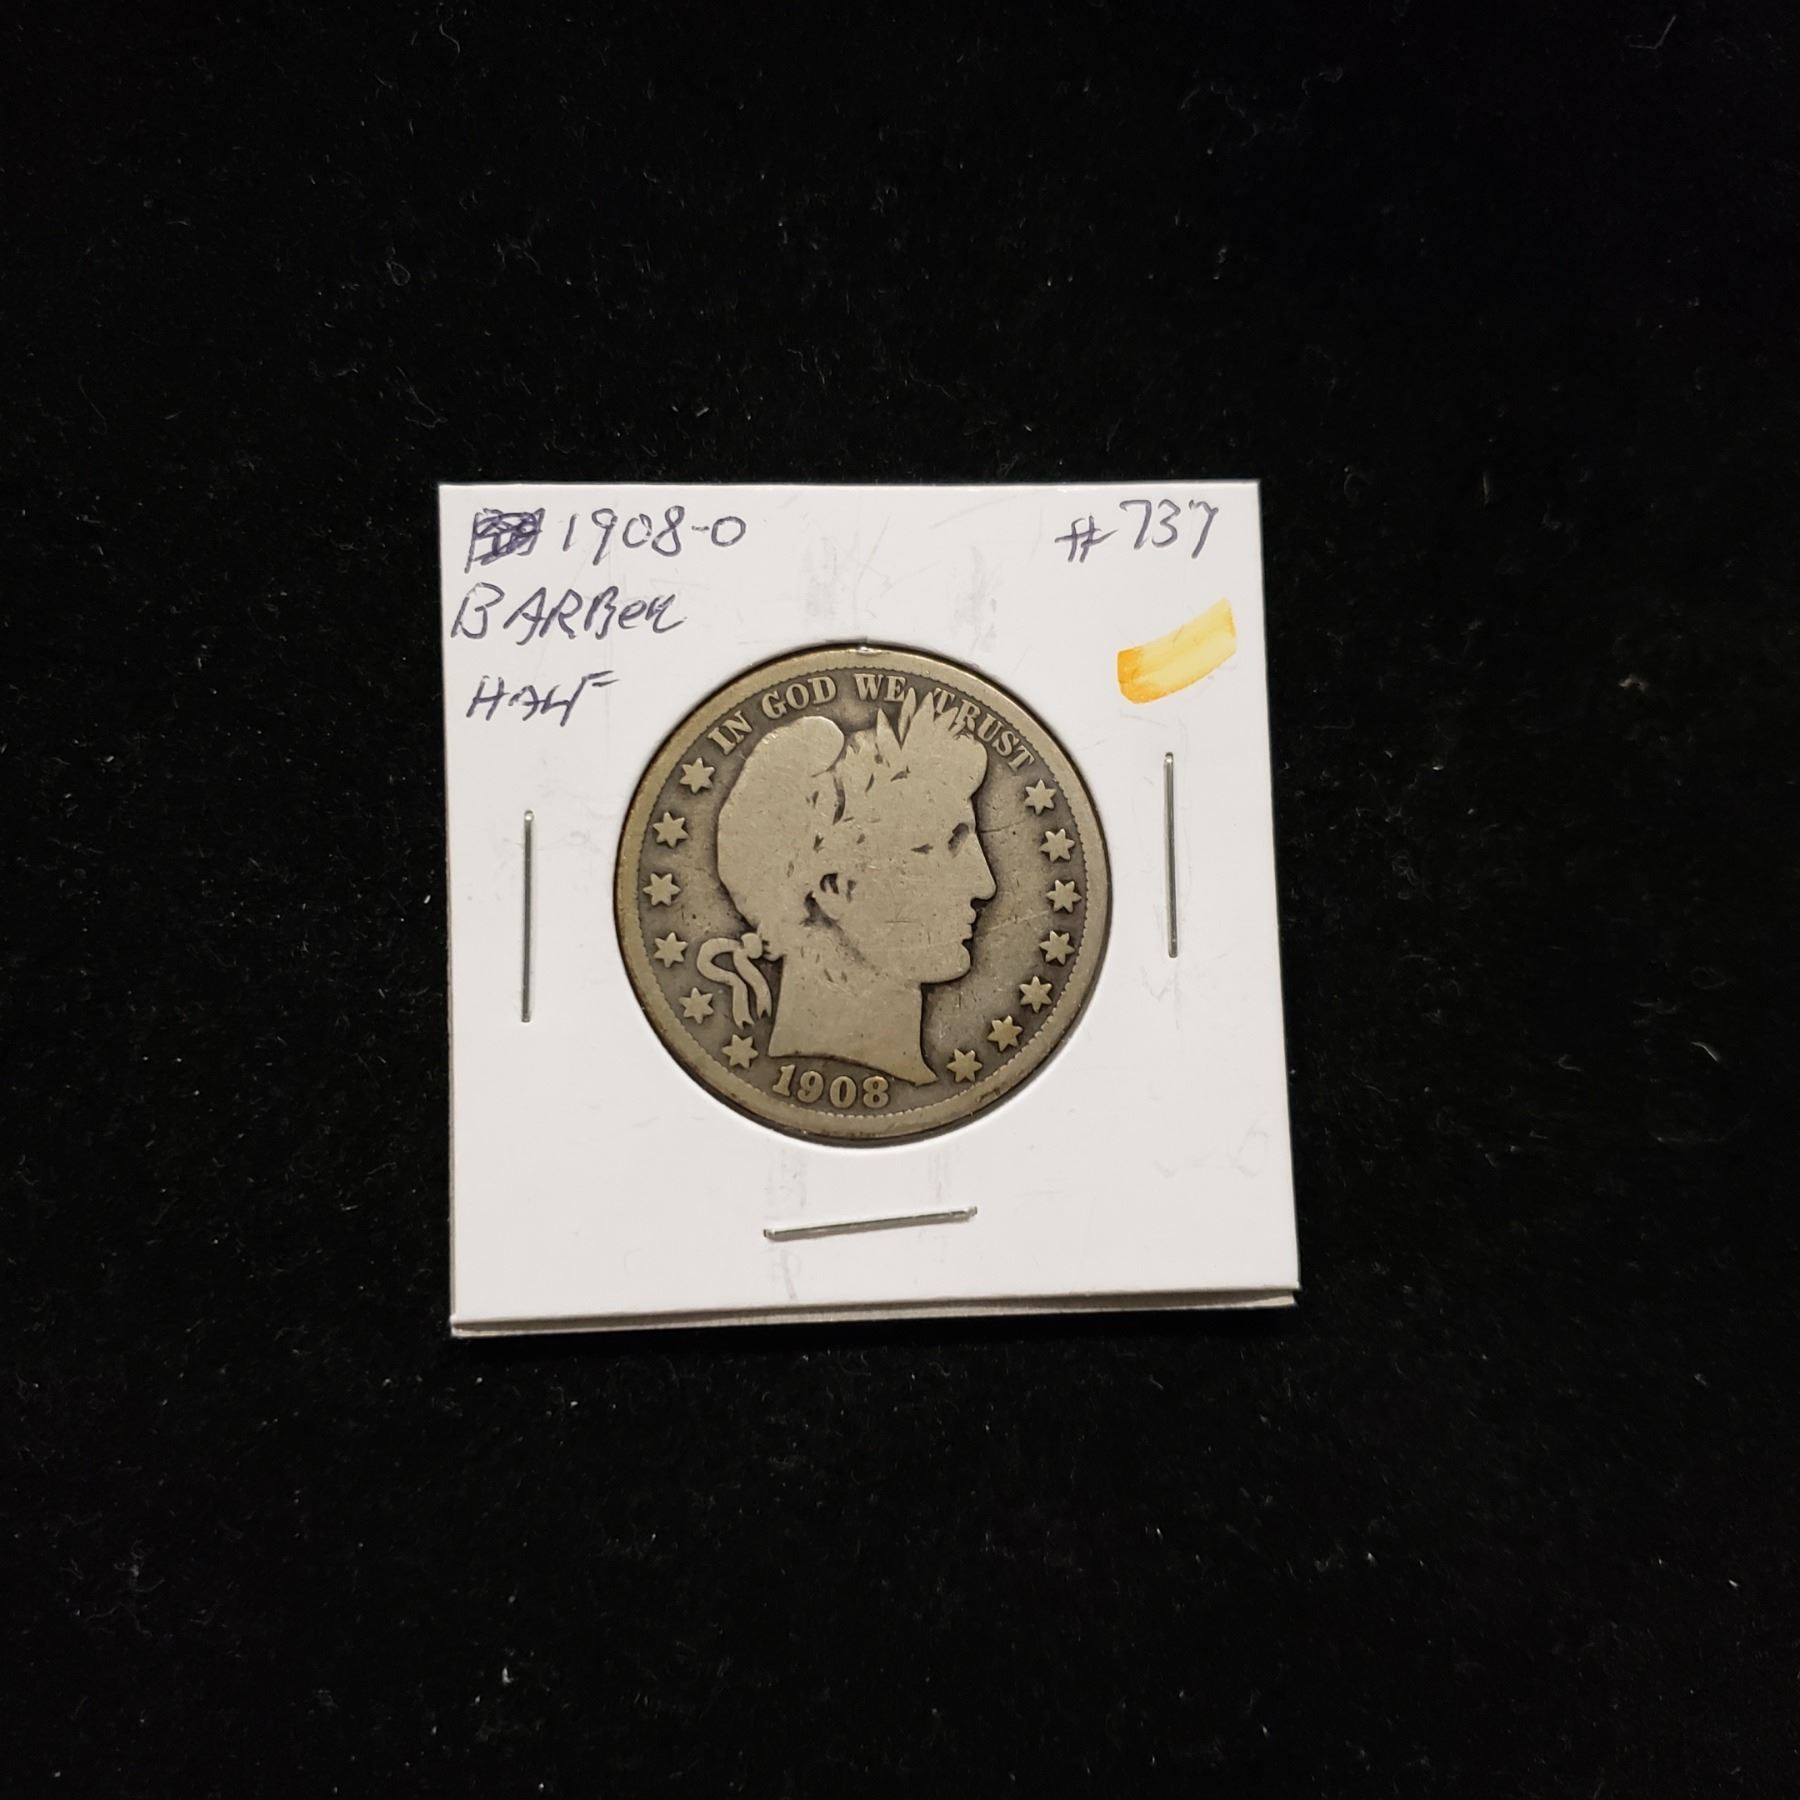 1908-O #737
BARBER
HALF
IN GOD WE TRUST
1908